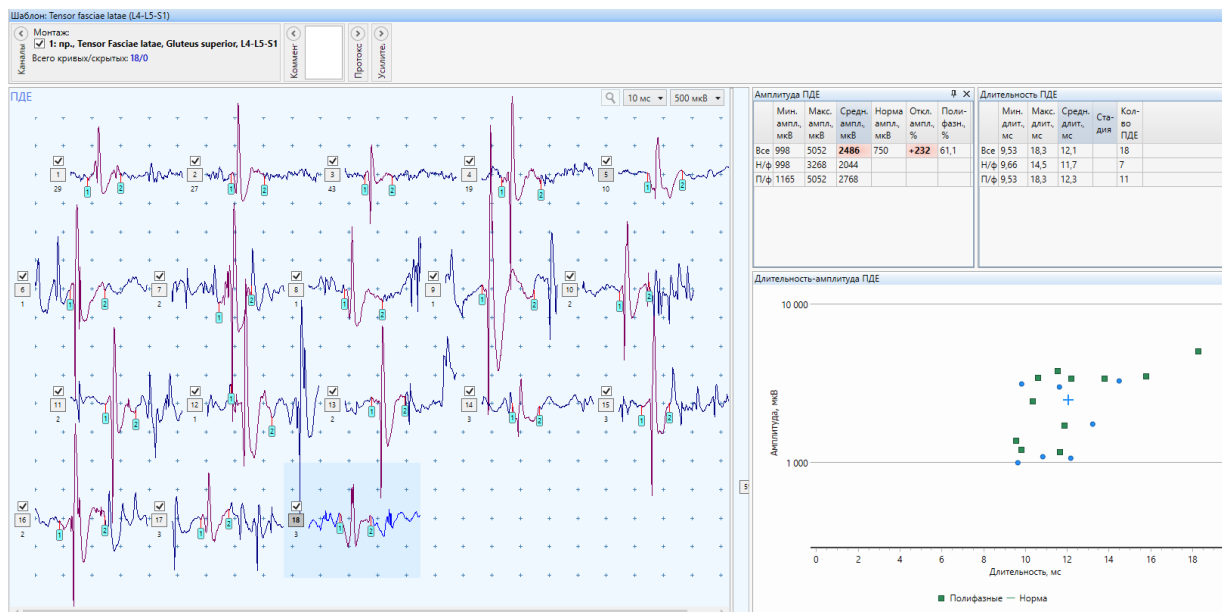 Шаблон: Tensor fasciae latae (L4-L5-S1)
Каналы
Монтаж:
1: пр., Tensor Fasciae latae, Gluteus superior, L4-L5-S1
Всего кривых/скрытых: 18/0
Коммент
Протокс
Усилите.
ПДЕ
10 мс
500 мкВ
1
2
3
4
5
29
27
43
19
10
6
7
8
9
10
1
2
1
1
2
11
12
13
14
15
2
1
2
3
3
16
17
18
2
3
3
Амплитуда ПДЕ
Мин. ампл., мкВ
Макс. ампл., мкВ
Средн. ампл., мкВ
Норма ампл., мкВ
Откл. ампл., %
Поли-фазн., %
Все 998 5052 2486 750 +232 61,1
Н/ф 998 3268 2044
П/ф 1165 5052 2768
Длительность ПДЕ
Мин. длит., мс
Макс. длит., мс
Средн. длит., мс
Ста-дия
Кол-во ПДЕ
Все 9,53 18,3 12,1 18
Н/ф 9,66 14,5 11,7 7
П/ф 9,53 18,3 12,3 11
Длительность-амплитуда ПДЕ
10 000
Амплитуда, мкВ
1 000
0 2 4 6 8 10 12 14 16 18
Длительность, мс
Полифазные
Норма